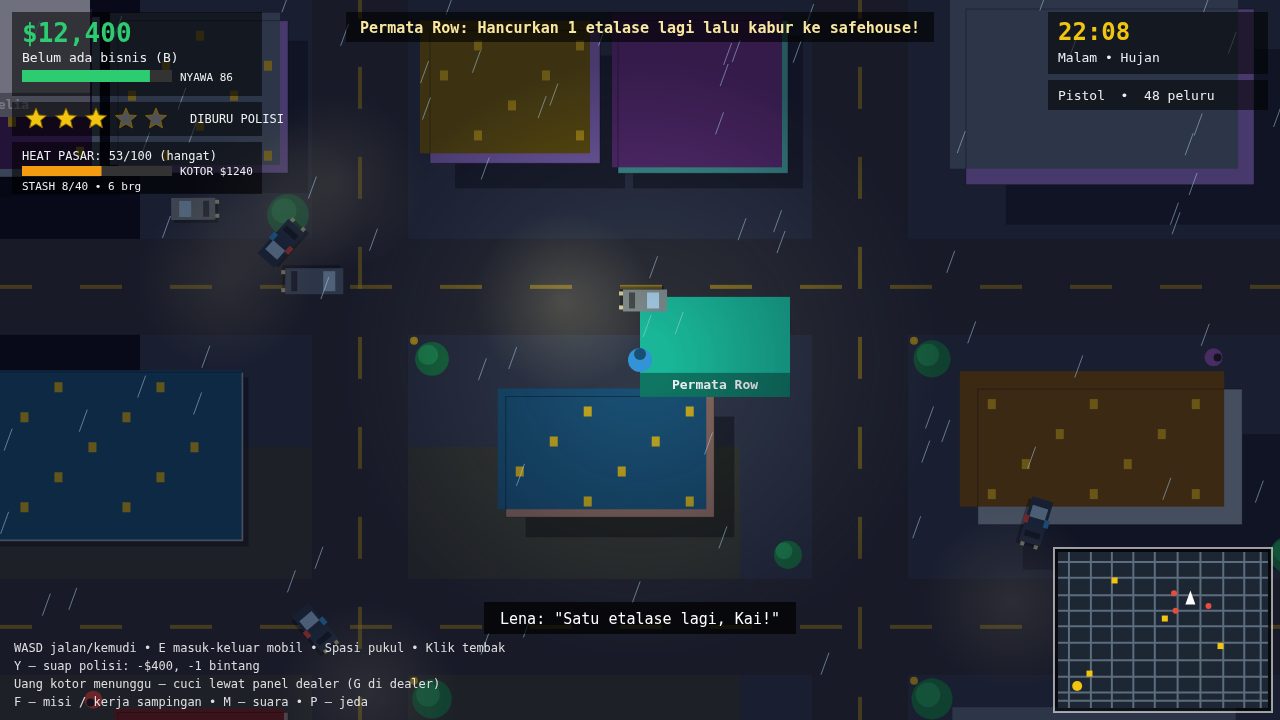 $12,400
Belum ada bisnis (B)
NYAWA 86
DIBURU POLISI
HEAT PASAR: 53/100 (hangat)
KOTOR $1240
STASH 8/40 • 6 brg
Permata Row: Hancurkan 1 etalase lagi lalu kabur ke safehouse!
22:08
Malam • Hujan
Pistol • 48 peluru
Permata Row
Lena: "Satu etalase lagi, Kai!"
WASD jalan/kemudi • E masuk-keluar mobil • Spasi pukul • Klik tembak
Y — suap polisi: -$400, -1 bintang
Uang kotor menunggu — cuci lewat panel dealer (G di dealer)
F — misi / kerja sampingan • M — suara • P — jeda